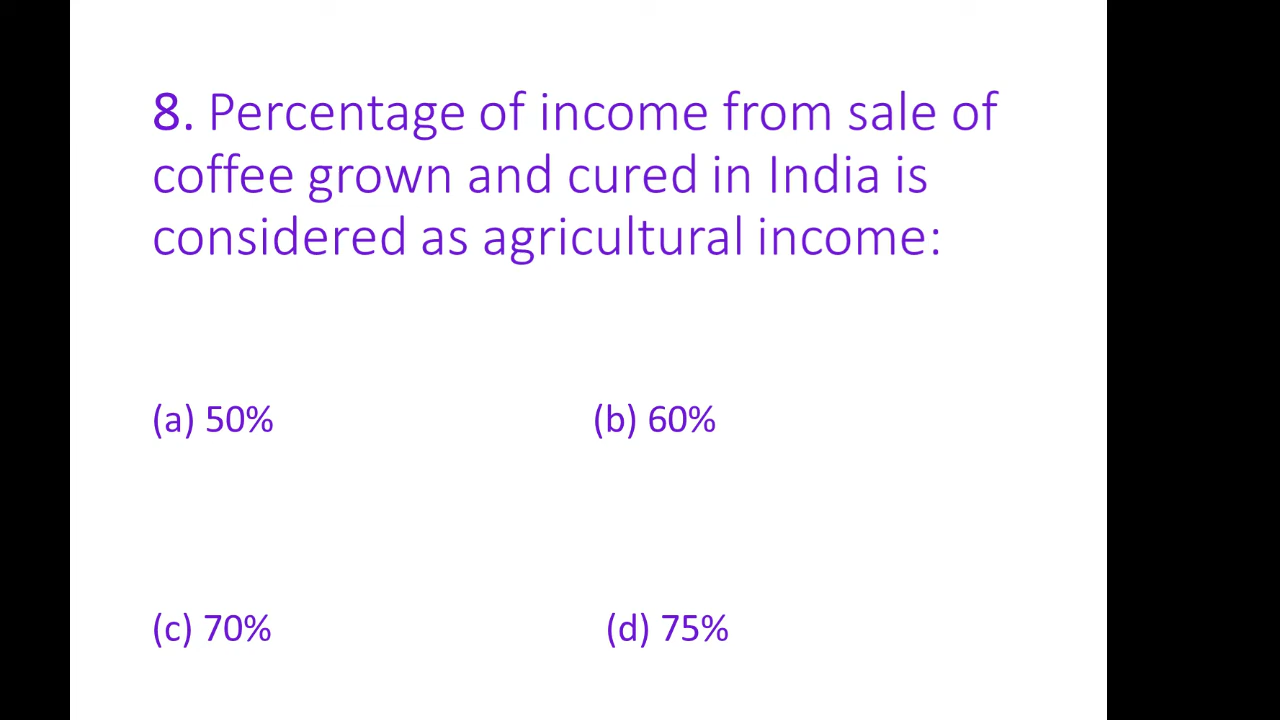 8. Percentage of income from sale of
coffee grown and cured in India is
considered as agricultural income:
(a) 50% (b) 60%
(c) 70% (d) 75%